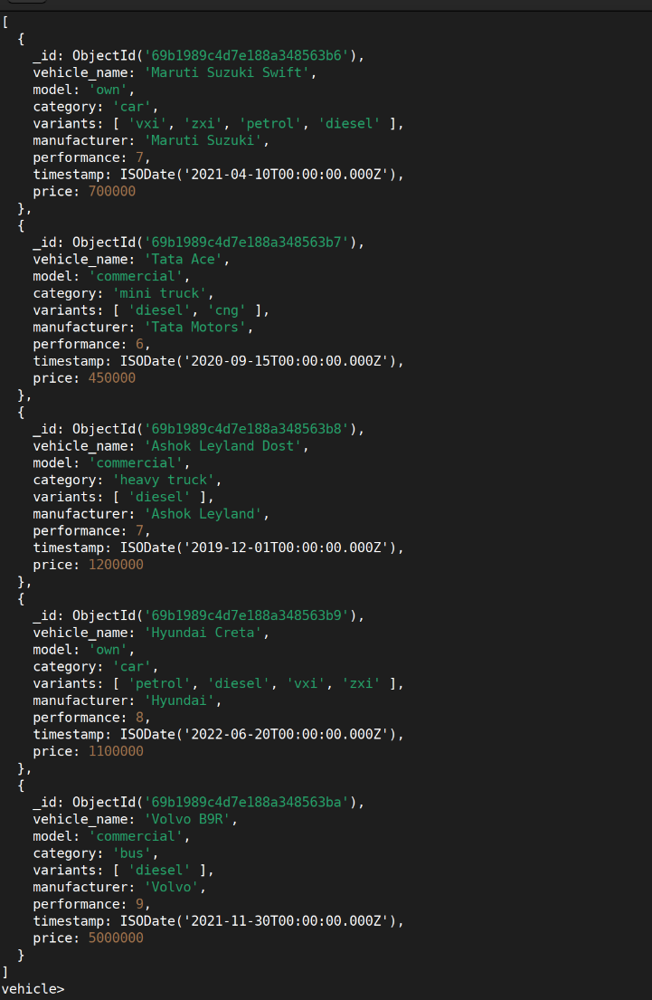 [
  {
    _id: ObjectId('69b1989c4d7e188a348563b6'),
    vehicle_name: 'Maruti Suzuki Swift',
    model: 'own',
    category: 'car',
    variants: [ 'vxi', 'zxi', 'petrol', 'diesel' ],
    manufacturer: 'Maruti Suzuki',
    performance: 7,
    timestamp: ISODate('2021-04-10T00:00:00.000Z'),
    price: 700000
  },
  {
    _id: ObjectId('69b1989c4d7e188a348563b7'),
    vehicle_name: 'Tata Ace',
    model: 'commercial',
    category: 'mini truck',
    variants: [ 'diesel', 'cng' ],
    manufacturer: 'Tata Motors',
    performance: 6,
    timestamp: ISODate('2020-09-15T00:00:00.000Z'),
    price: 450000
  },
  {
    _id: ObjectId('69b1989c4d7e188a348563b8'),
    vehicle_name: 'Ashok Leyland Dost',
    model: 'commercial',
    category: 'heavy truck',
    variants: [ 'diesel' ],
    manufacturer: 'Ashok Leyland',
    performance: 7,
    timestamp: ISODate('2019-12-01T00:00:00.000Z'),
    price: 1200000
  },
  {
    _id: ObjectId('69b1989c4d7e188a348563b9'),
    vehicle_name: 'Hyundai Creta',
    model: 'own',
    category: 'car',
    variants: [ 'petrol', 'diesel', 'vxi', 'zxi' ],
    manufacturer: 'Hyundai',
    performance: 8,
    timestamp: ISODate('2022-06-20T00:00:00.000Z'),
    price: 1100000
  },
  {
    _id: ObjectId('69b1989c4d7e188a348563ba'),
    vehicle_name: 'Volvo B9R',
    model: 'commercial',
    category: 'bus',
    variants: [ 'diesel' ],
    manufacturer: 'Volvo',
    performance: 9,
    timestamp: ISODate('2021-11-30T00:00:00.000Z'),
    price: 5000000
  }
]
vehicle>